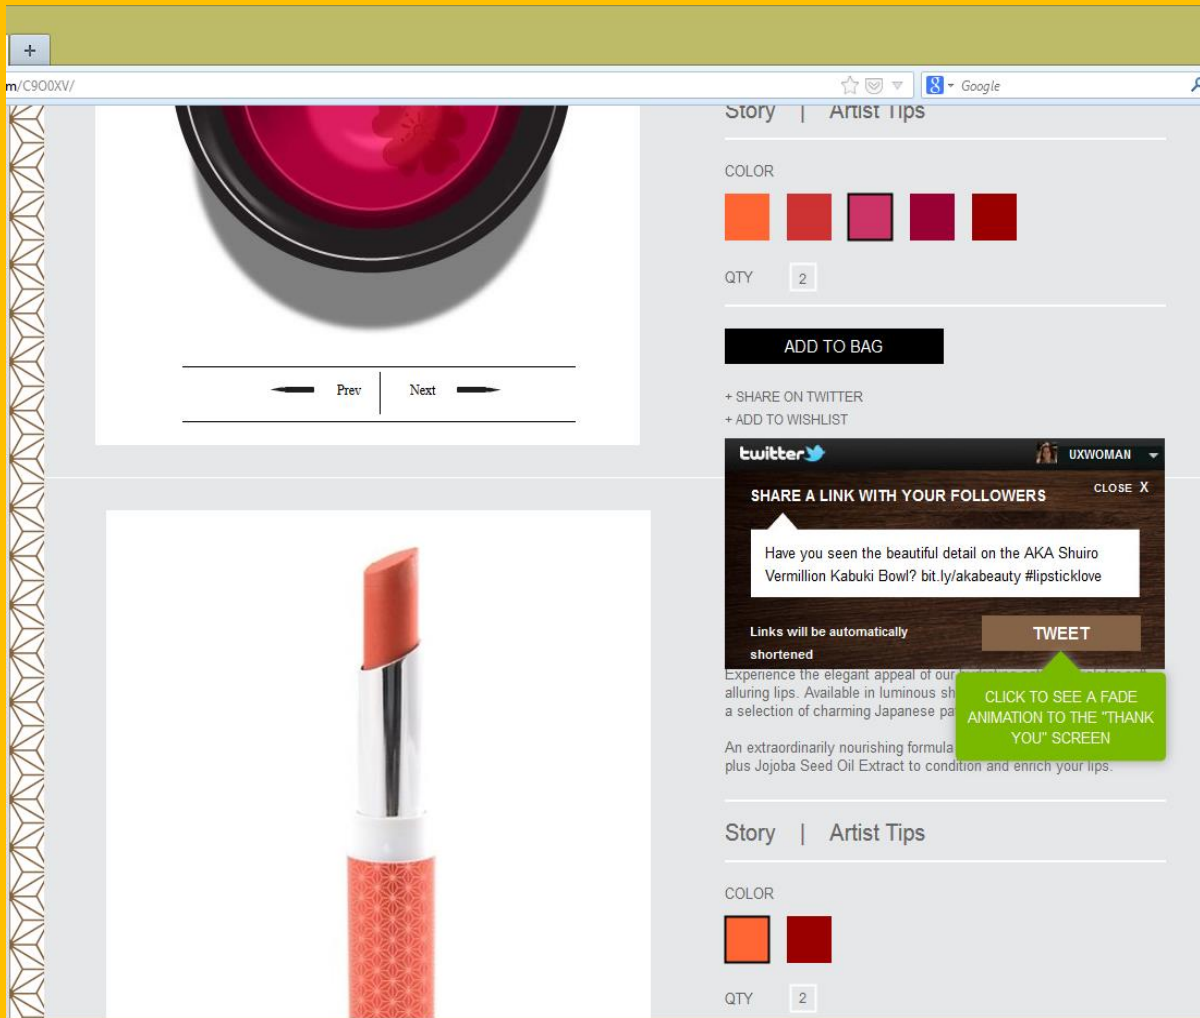 +
m/C9O0XV/
8
Google
Story | Artist Tips
COLOR
QTY 2
ADD TO BAG
Prev
Next
+ SHARE ON TWITTER
+ ADD TO WISHLIST
twitter
UXWOMAN
CLOSE X
SHARE A LINK WITH YOUR FOLLOWERS
Have you seen the beautiful detail on the AKA Shuiro
Vermillion Kabuki Bowl? bit.ly/akabeauty #lipsticklove
Links will be automatically
shortened
TWEET
Experience the elegant appeal of our
alluring lips. Available in luminous sh
a selection of charming Japanese pa
CLICK TO SEE A FADE
ANIMATION TO THE "THANK
YOU" SCREEN
An extraordinarily nourishing formula
plus Jojoba Seed Oil Extract to condition and enrich your lips.
Story | Artist Tips
COLOR
QTY 2